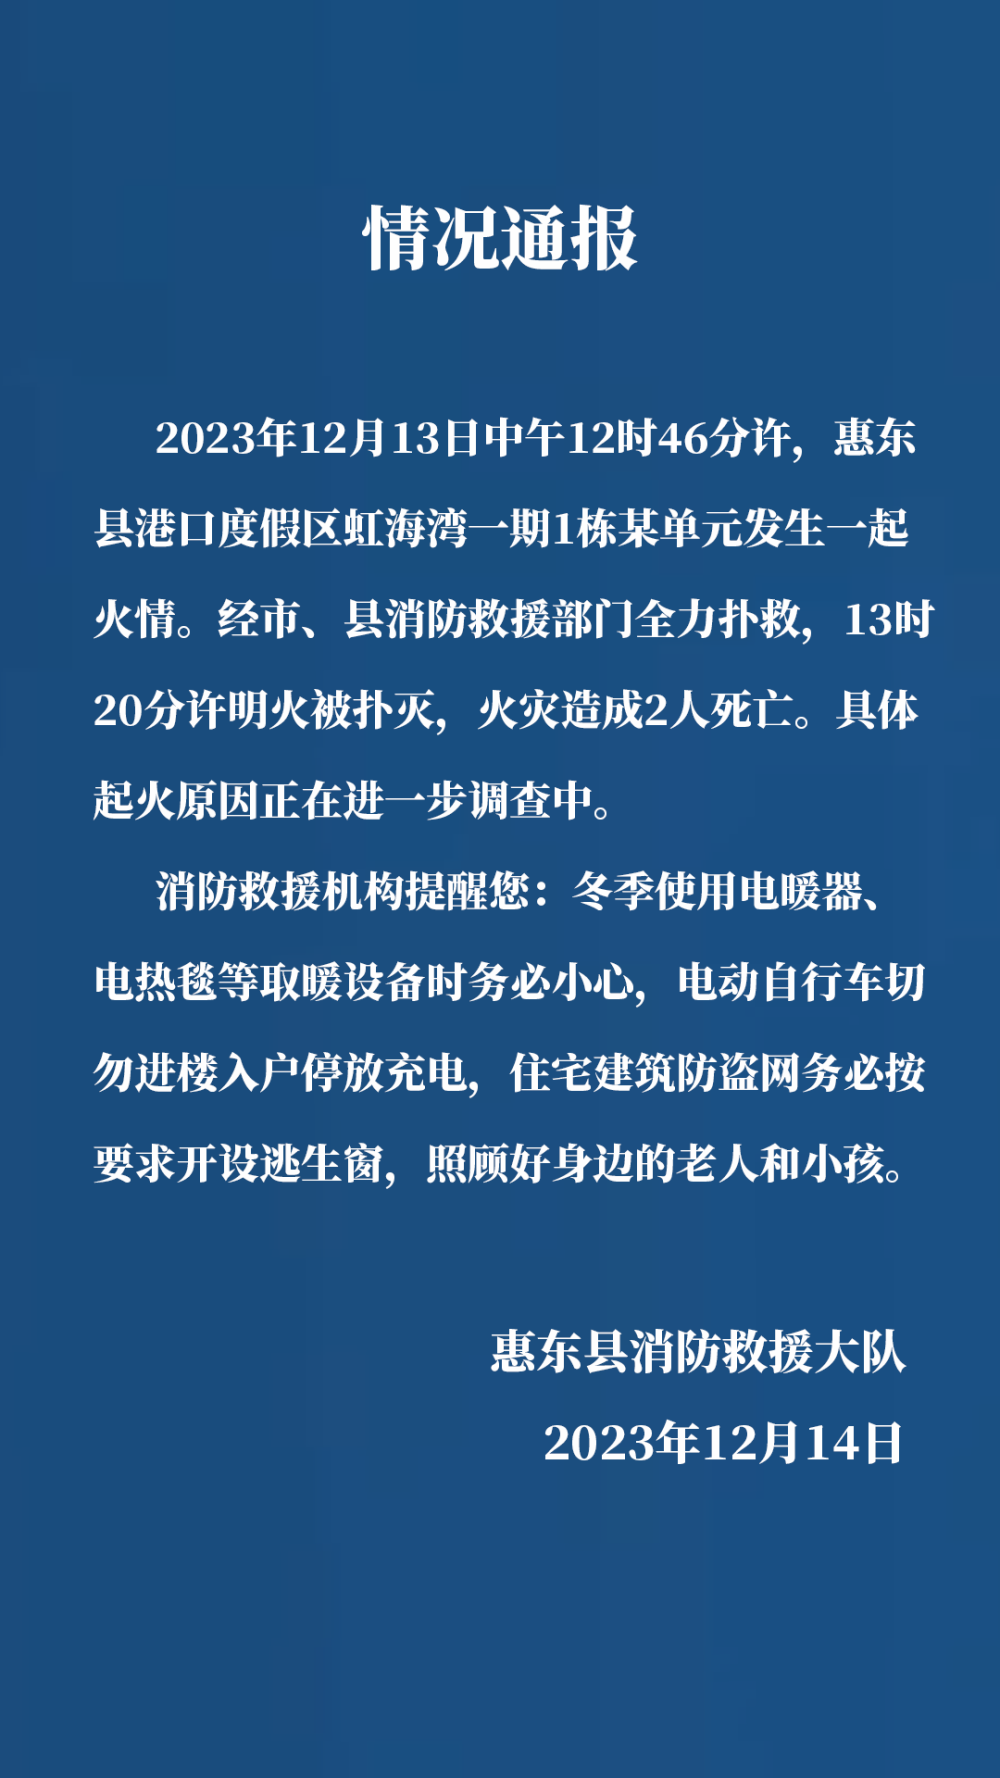 情况通报
2023年12月13日中午12时46分许，惠东
县港口度假区虹海湾一期1栋某单元发生一起
火情。经市、县消防救援部门全力扑救，13时
20分许明火被扑灭，火灾造成2人死亡。具体
起火原因正在进一步调查中。
消防救援机构提醒您：冬季使用电暖器、
电热毯等取暖设备时务必小心，电动自行车切
勿进楼入户停放充电，住宅建筑防盗网务必按
要求开设逃生窗，照顾好身边的老人和小孩。
惠东县消防救援大队
2023年12月14日